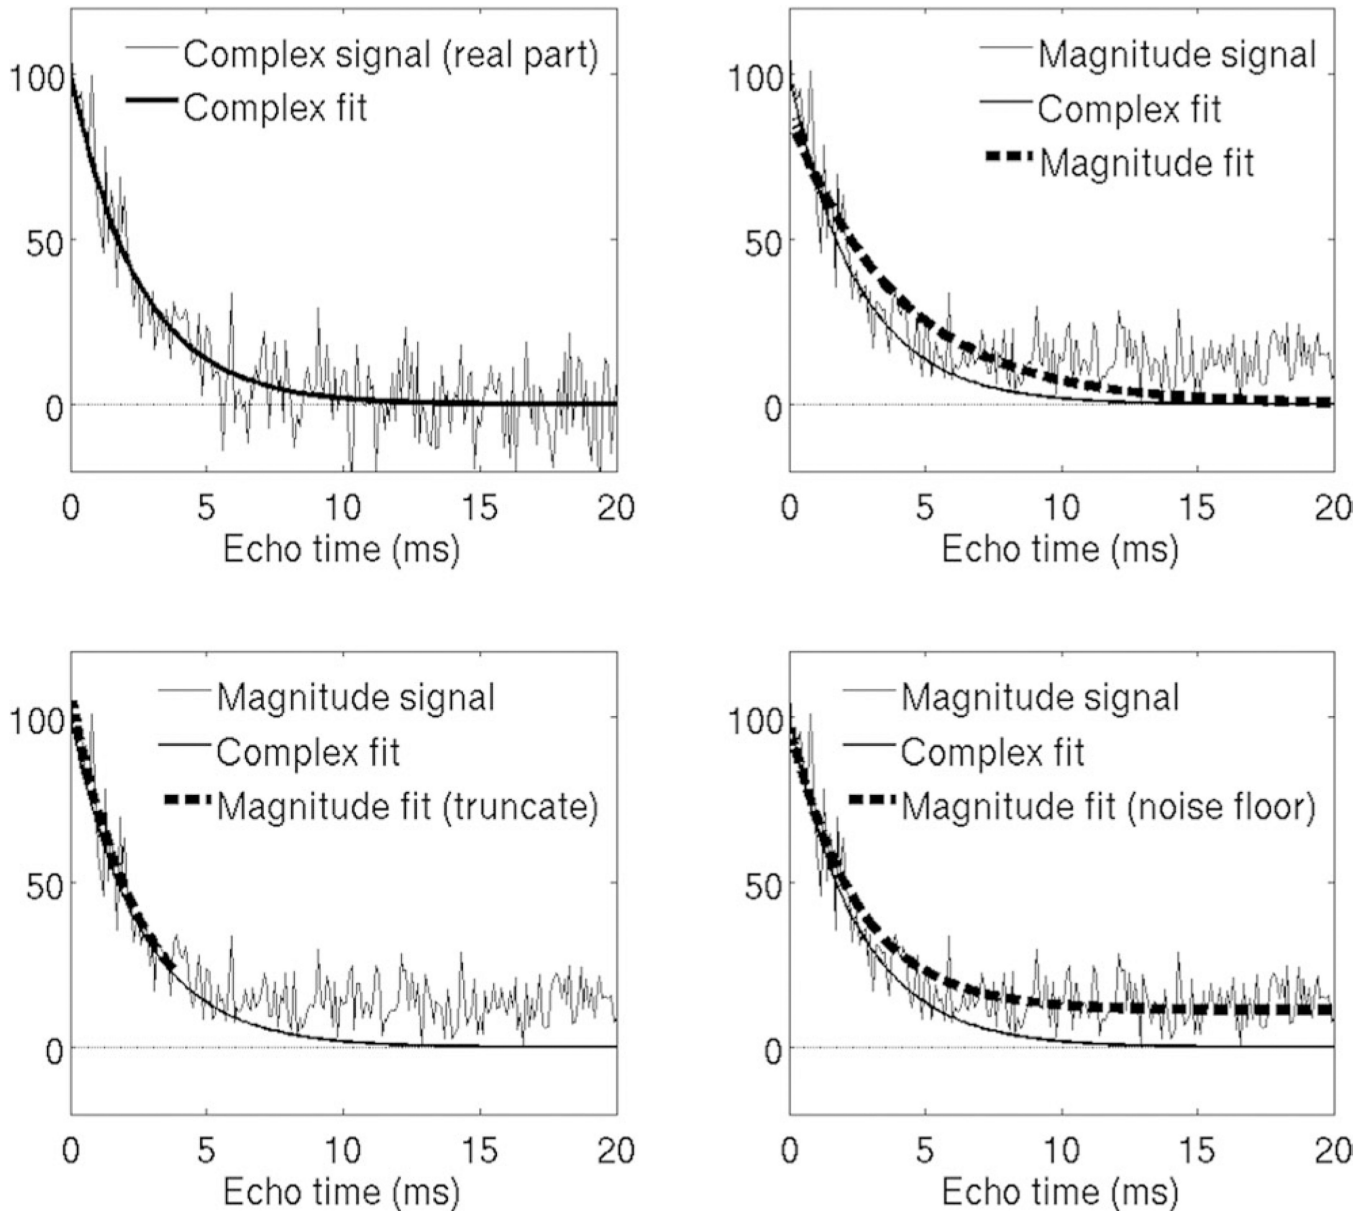 Complex signal (real part)
Complex fit
100
50
0
0 5 10 15 20
Echo time (ms)
Magnitude signal
Complex fit
Magnitude fit
100
50
0
0 5 10 15 20
Echo time (ms)
Magnitude signal
Complex fit
Magnitude fit (truncate)
100
50
0
0 5 10 15 20
Echo time (ms)
Magnitude signal
Complex fit
Magnitude fit (noise floor)
100
50
0
0 5 10 15 20
Echo time (ms)